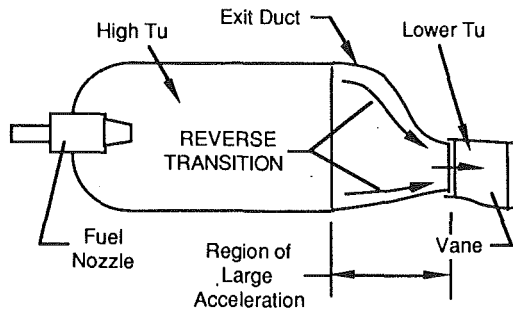 Exit Duct
High Tu
Lower Tu
REVERSE
TRANSITION
Fuel
Nozzle
Region of
Large
Acceleration
Vane